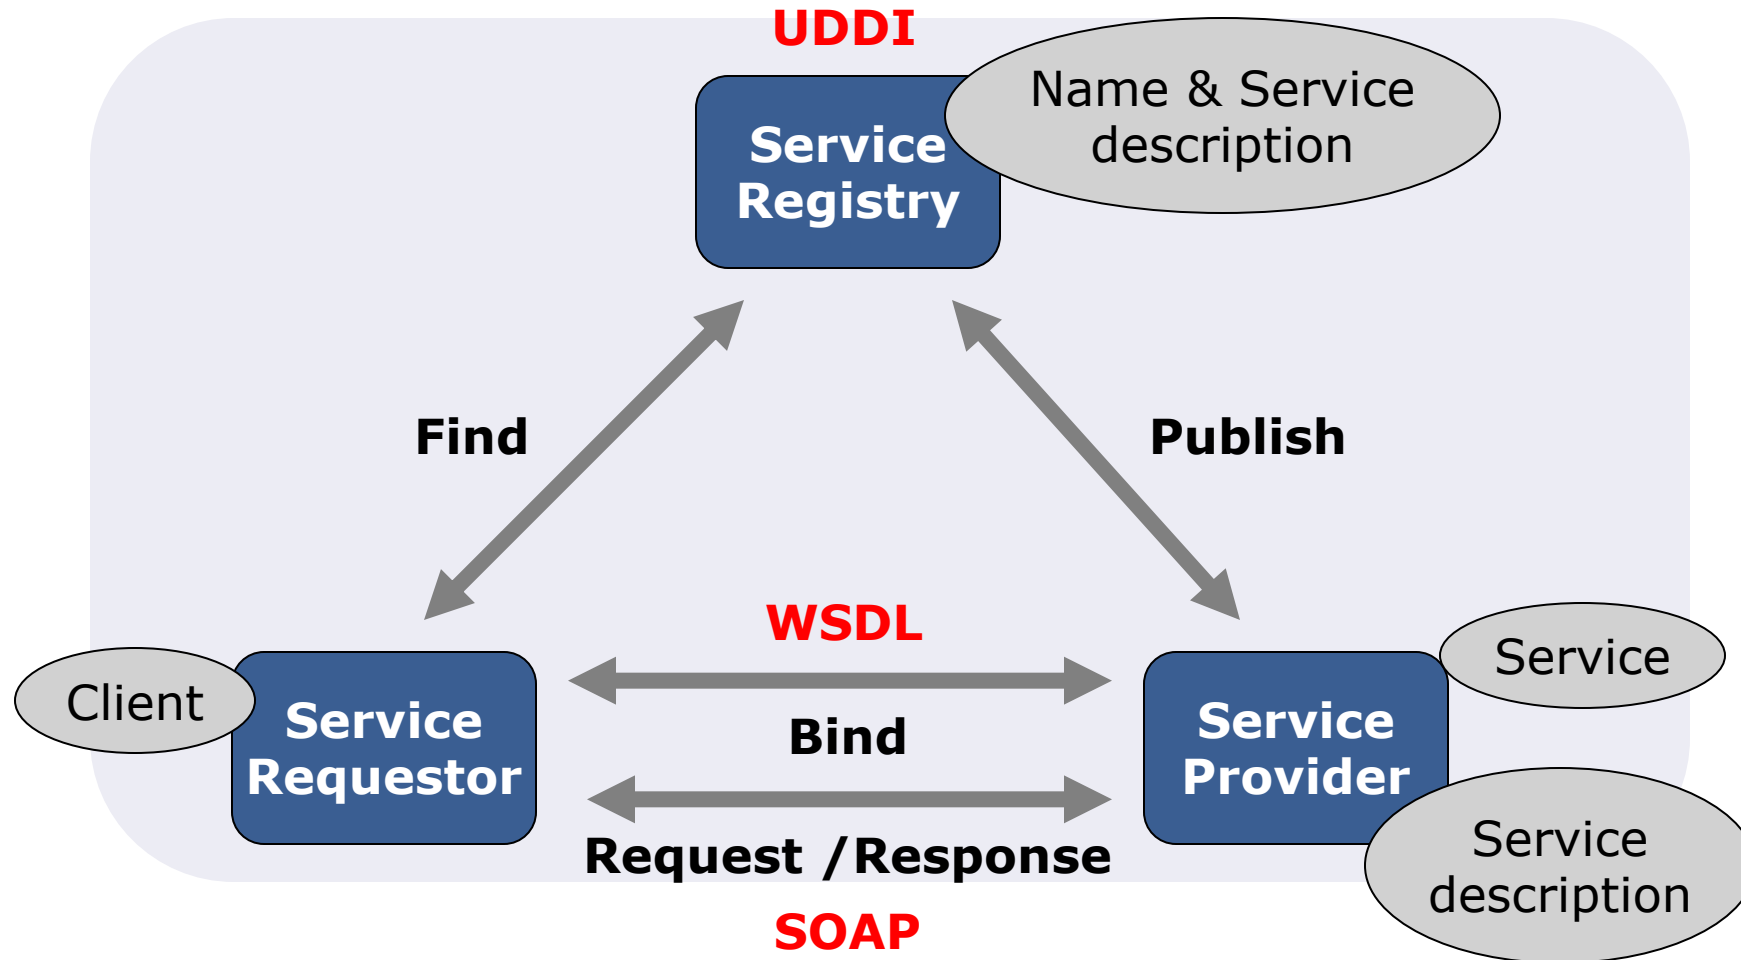 UDDI
Name & Service
description
Service
Registry
Find
Publish
WSDL
Client
Service
Requestor
Bind
Service
Provider
Service
Request /Response
Service
description
SOAP